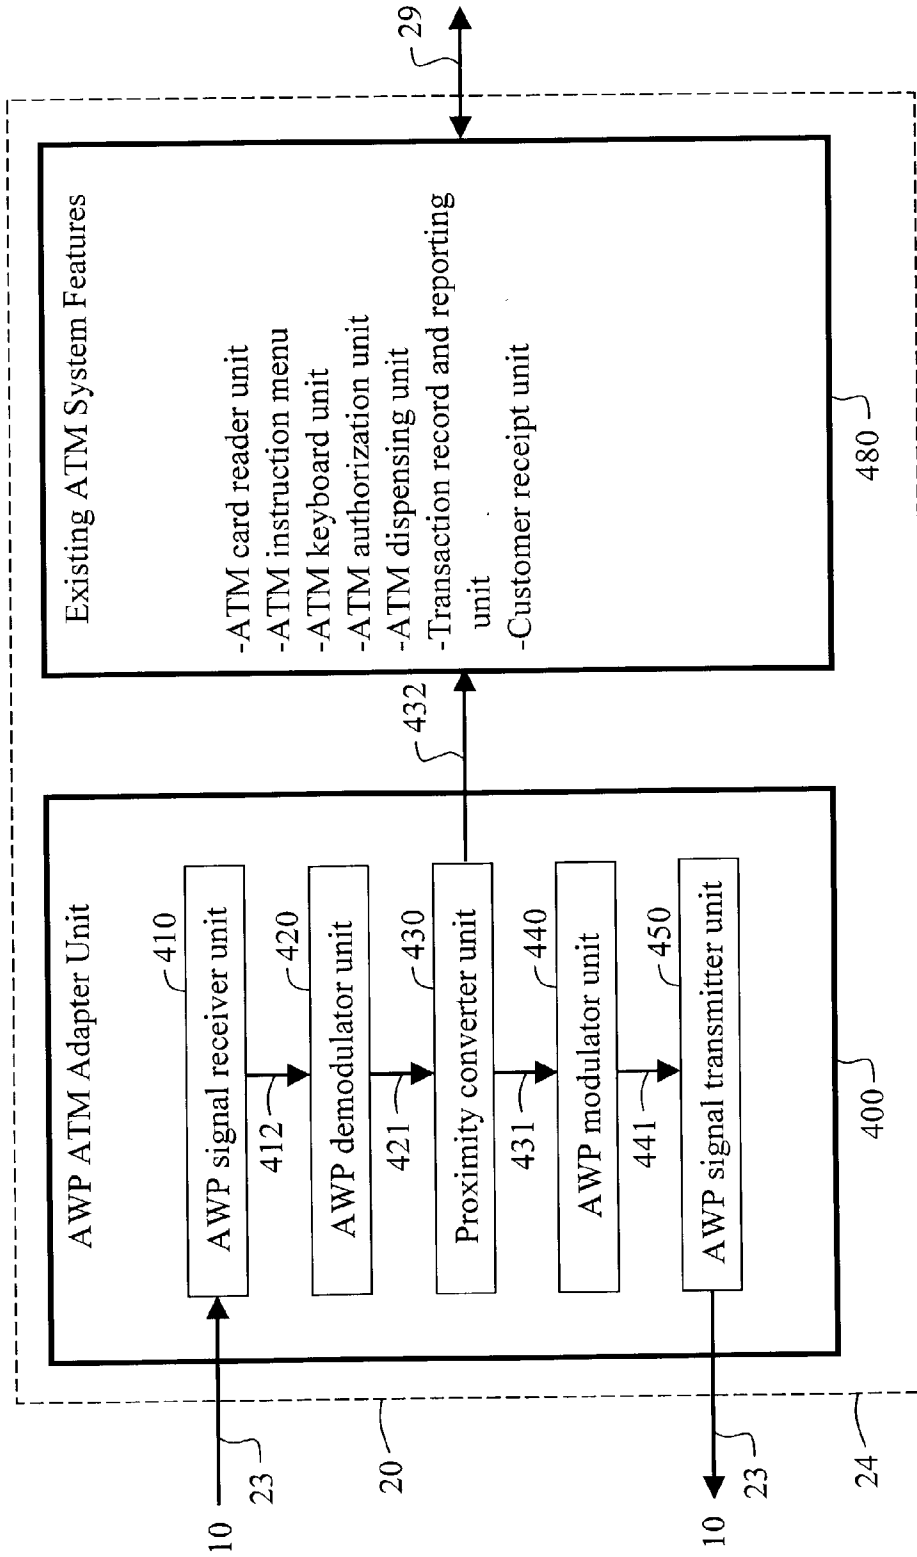 AWP ATM Adapter Unit
10
23
AWP signal receiver unit
410
412
AWP demodulator unit
420
421
Proximity converter unit
430
432
431
AWP modulator unit
440
441
AWP signal transmitter unit
450
10
23
400
20
24
Existing ATM System Features
-ATM card reader unit
-ATM instruction menu
-ATM keyboard unit
-ATM authorization unit
-ATM dispensing unit
-Transaction record and reporting
unit
-Customer receipt unit
480
29